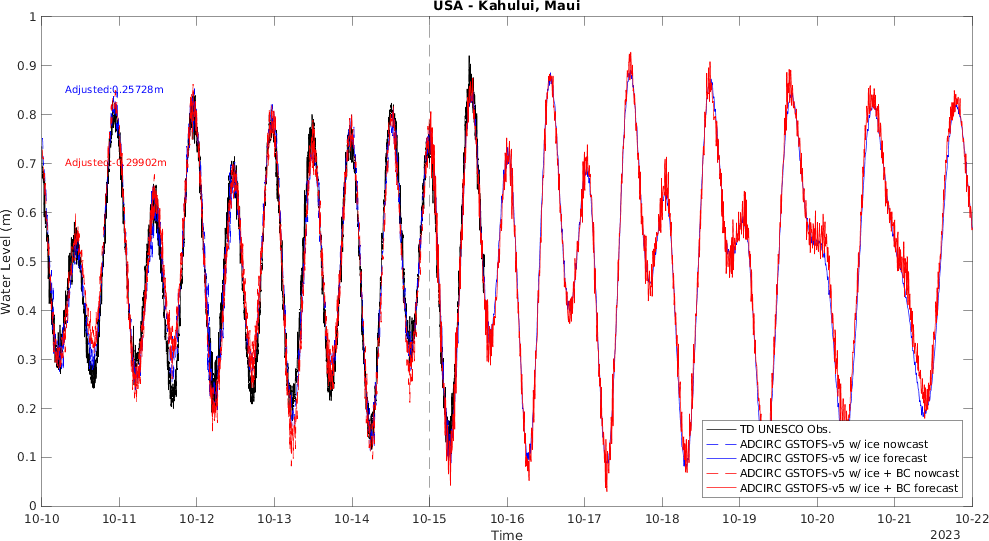 USA - Kahului, Maui
Water Level (m)
1
0.9
0.8
0.7
0.6
0.5
0.4
0.3
0.2
0.1
0
Adjusted:0.25728m
Adjusted:-0.29902m
TD UNESCO Obs.
ADCIRC GSTOFS-v5 w/ ice nowcast
ADCIRC GSTOFS-v5 w/ ice forecast
ADCIRC GSTOFS-v5 w/ ice + BC nowcast
ADCIRC GSTOFS-v5 w/ ice + BC forecast
10-10 10-11 10-12 10-13 10-14 10-15 10-16 10-17 10-18 10-19 10-20 10-21 10-22
Time
2023